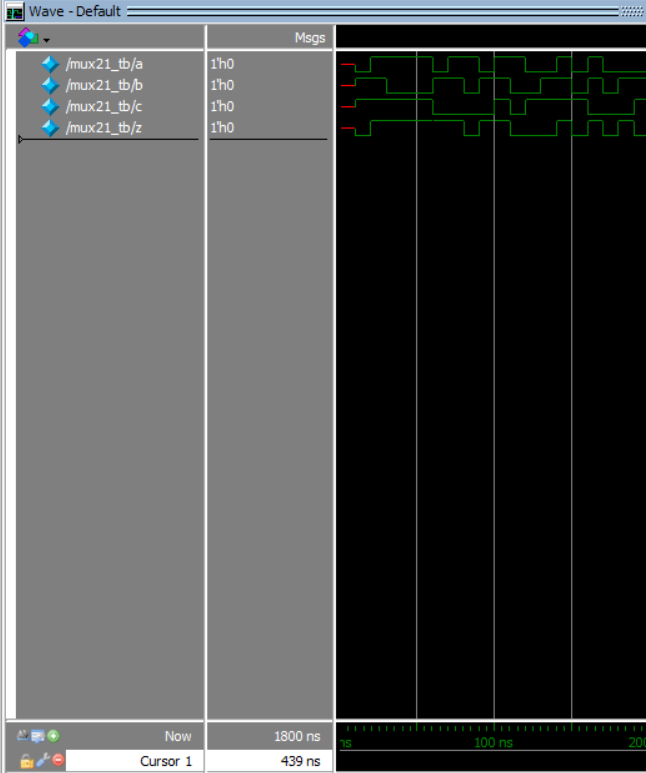 Wave - Default
Msgs
/mux21_tb/a 1'h0
/mux21_tb/b 1'h0
/mux21_tb/c 1'h0
/mux21_tb/z 1'h0
Now 1800 ns
ns 100 ns 200
Cursor 1 439 ns